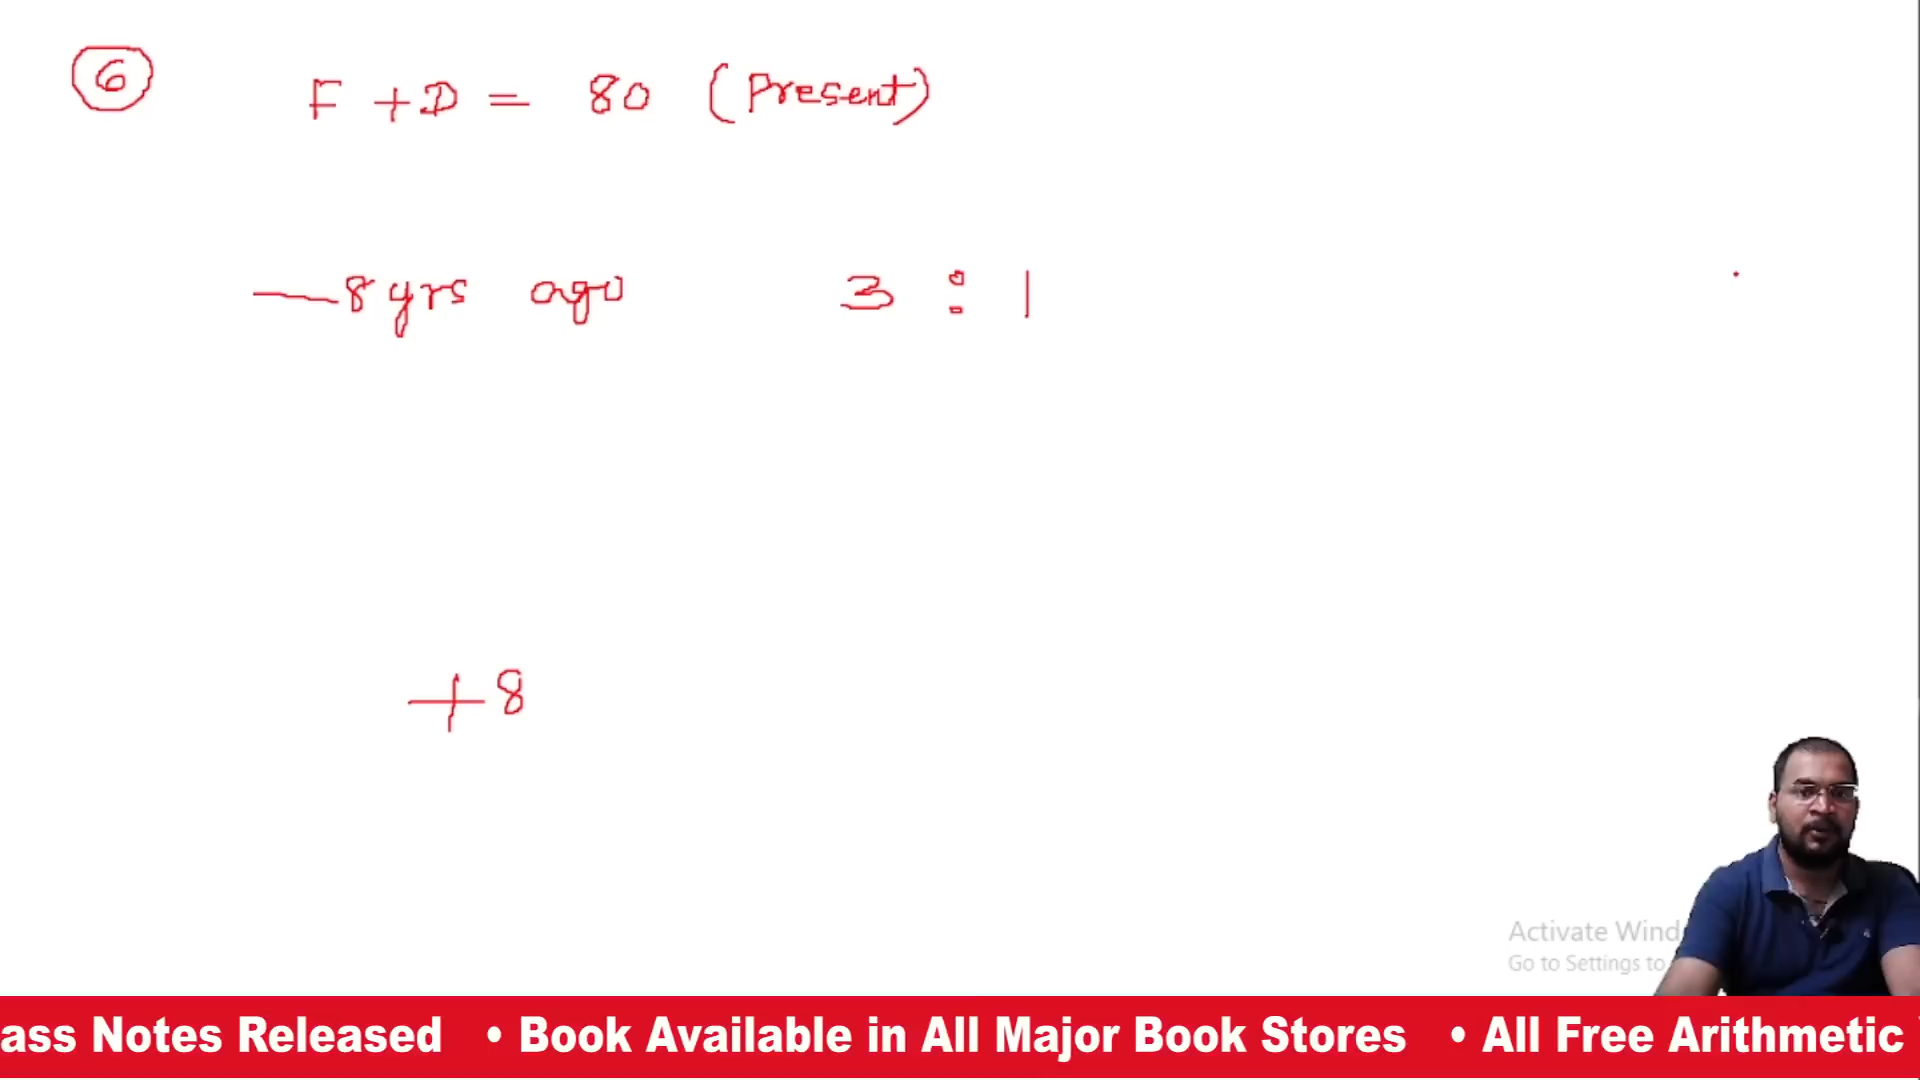 6 F + D = 80 (Present)
—8 yrs ago 3 : 1
+8
Activate Wind
Go to Settings to
ass Notes Released • Book Available in All Major Book Stores • All Free Arithmetic